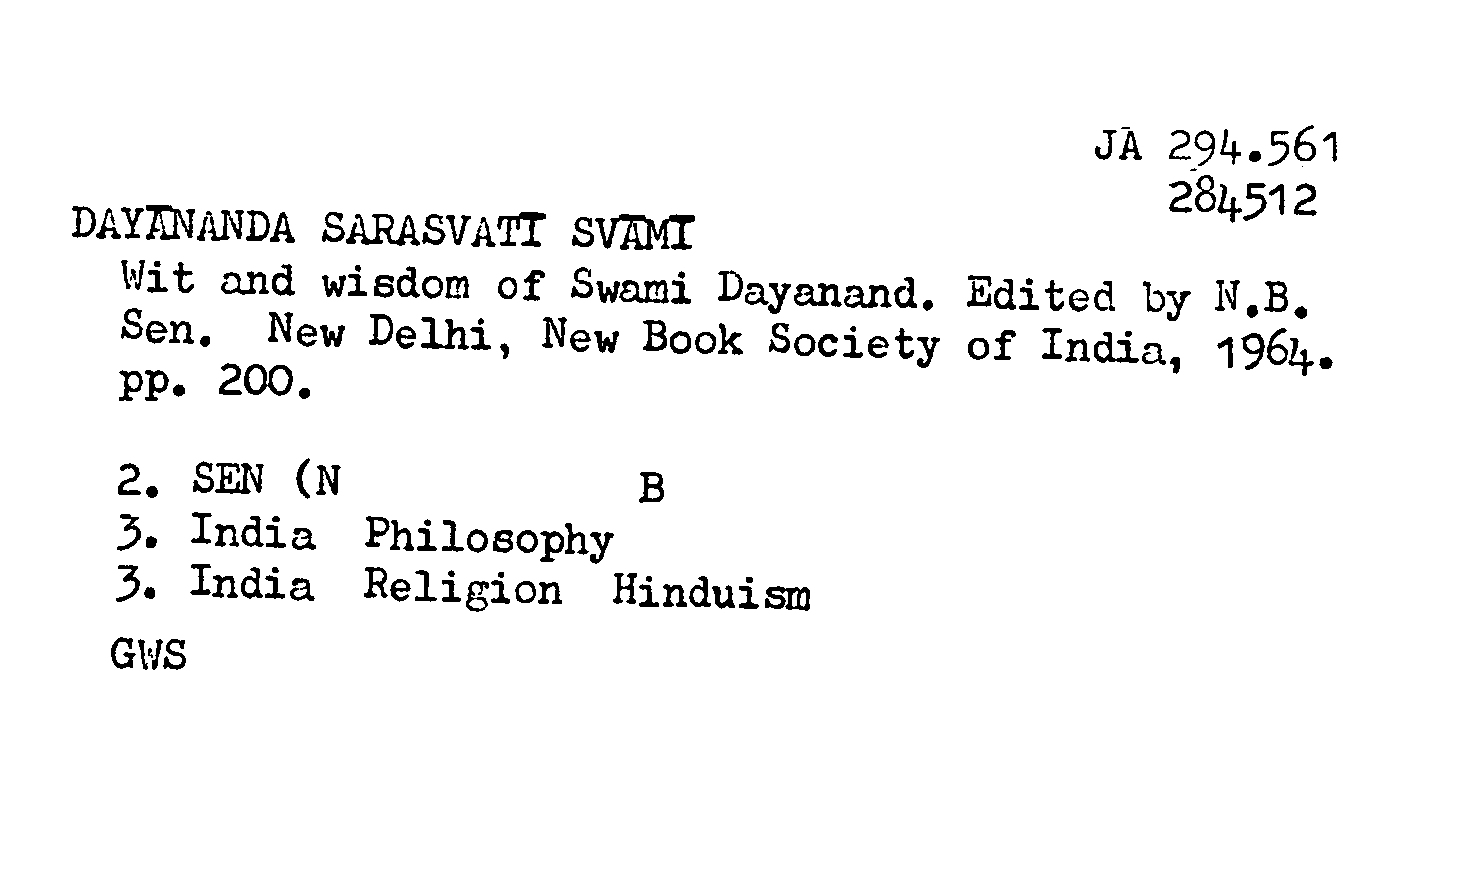 JA 294.561
284512
DAYĀNANDA SARASVATĪ SVĀMĪ
Wit and wisdom of Swami Dayanand. Edited by N.B.
Sen. New Delhi, New Book Society of India, 1964.
pp. 200.
2. SEN (N B
3. India Philosophy
3. India Religion Hinduism
GWS